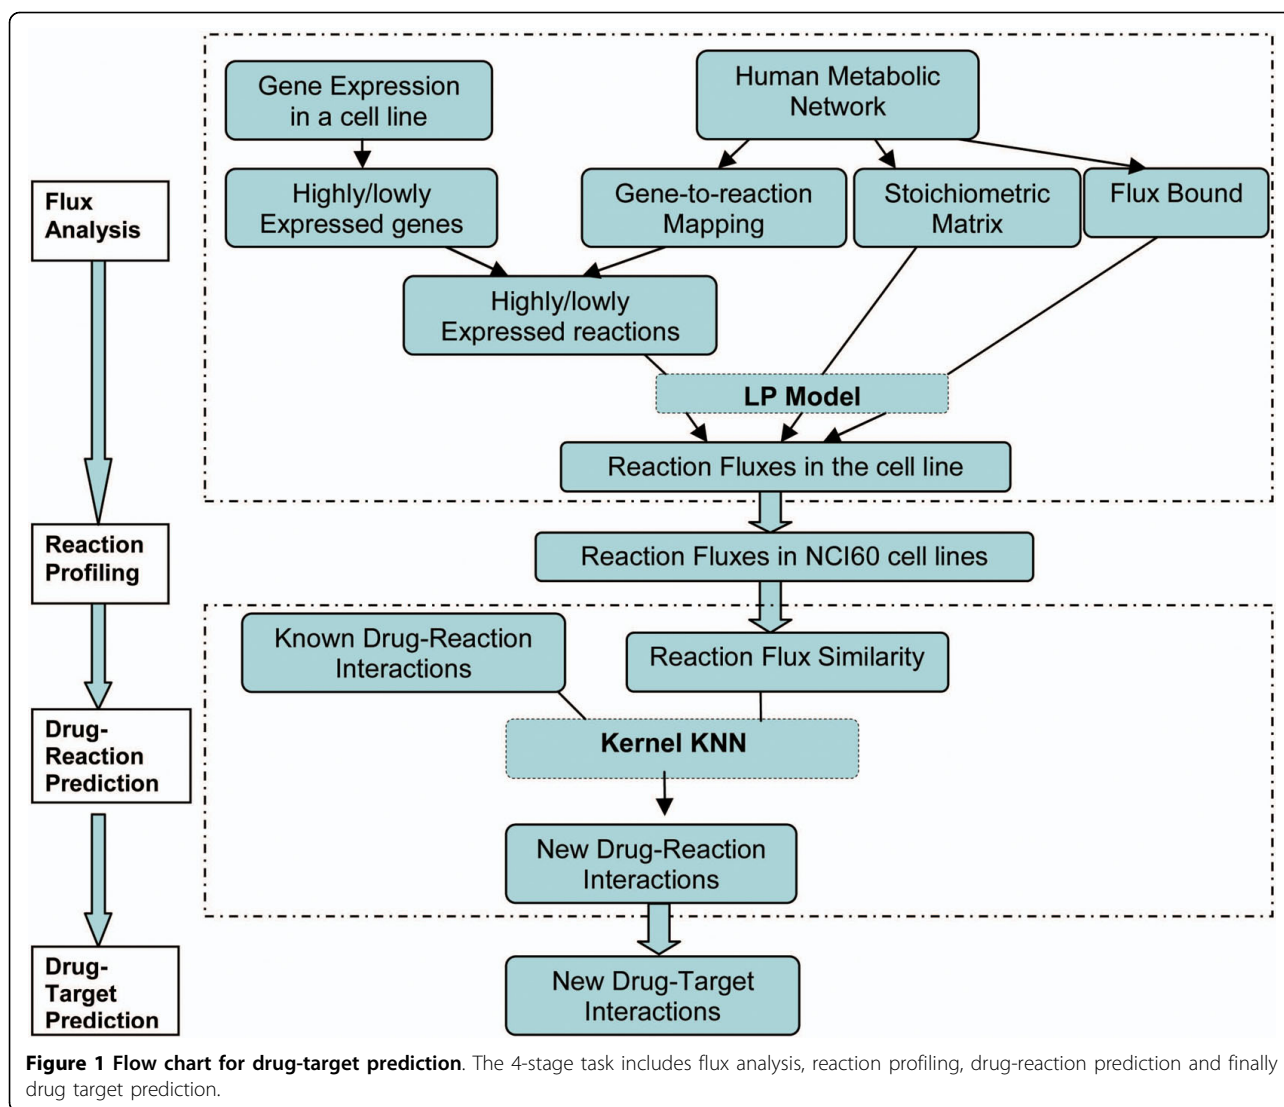 Gene Expression
in a cell line
Human Metabolic
Network
Flux
Analysis
Highly/lowly
Expressed genes
Gene-to-reaction
Mapping
Stoichiometric
Matrix
Flux Bound
Highly/lowly
Expressed reactions
LP Model
Reaction Fluxes in the cell line
Reaction
Profiling
Reaction Fluxes in NCI60 cell lines
Known Drug-Reaction
Interactions
Reaction Flux Similarity
Drug-
Reaction
Prediction
Kernel KNN
New Drug-Reaction
Interactions
Drug-
Target
Prediction
New Drug-Target
Interactions
Figure 1 Flow chart for drug-target prediction. The 4-stage task includes flux analysis, reaction profiling, drug-reaction prediction and finally
drug target prediction.